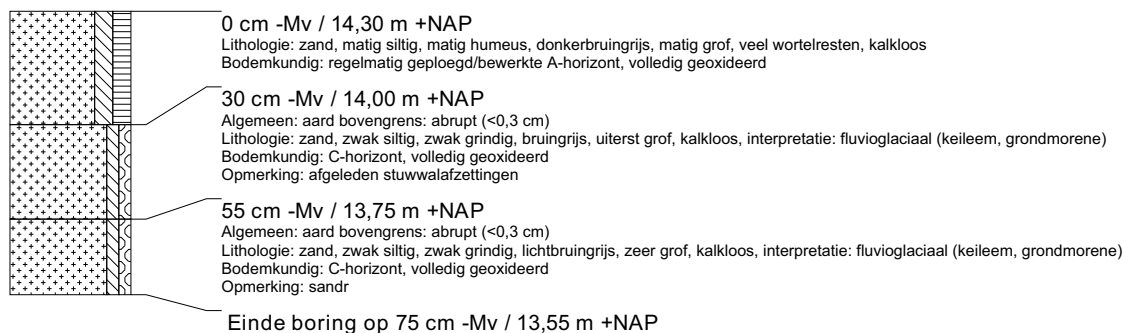 0 cm -Mv / 14,30 m +NAP
Lithologie: zand, matig siltig, matig humeus, donkerbruingrijs, matig grof, veel wortelresten, kalkloos
Bodemkundig: regelmatig geploegd/bewerkte A-horizont, volledig geoxideerd
30 cm -Mv / 14,00 m +NAP
Algemeen: aard bovengrens: abrupt (<0,3 cm)
Lithologie: zand, zwak siltig, zwak grindig, bruingrijs, uiterst grof, kalkloos, interpretatie: fluvioglaciaal (keileem, grondmorene)
Bodemkundig: C-horizont, volledig geoxideerd
Opmerking: afgeleden stuwwalafzettingen
55 cm -Mv / 13,75 m +NAP
Algemeen: aard bovengrens: abrupt (<0,3 cm)
Lithologie: zand, zwak siltig, zwak grindig, lichtbruingrijs, zeer grof, kalkloos, interpretatie: fluvioglaciaal (keileem, grondmorene)
Bodemkundig: C-horizont, volledig geoxideerd
Opmerking: sandr
Einde boring op 75 cm -Mv / 13,55 m +NAP